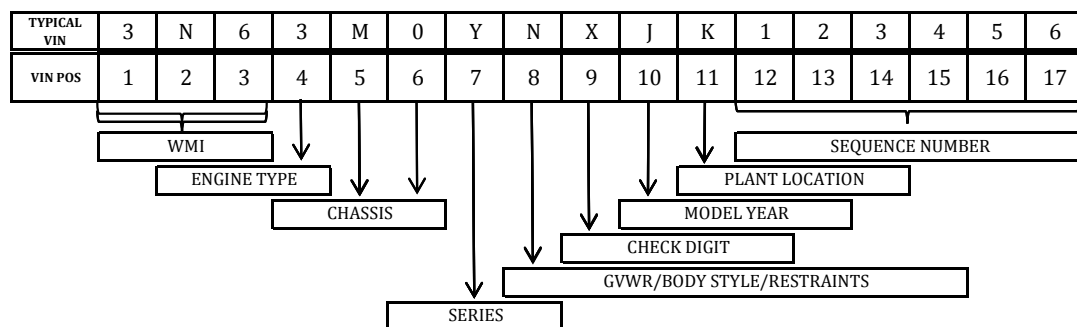 TYPICAL VIN 3 N 6 3 M 0 Y N X J K 1 2 3 4 5 6
VIN POS 1 2 3 4 5 6 7 8 9 10 11 12 13 14 15 16 17
WMI SEQUENCE NUMBER
ENGINE TYPE PLANT LOCATION
CHASSIS MODEL YEAR
CHECK DIGIT
GVWR/BODY STYLE/RESTRAINTS
SERIES